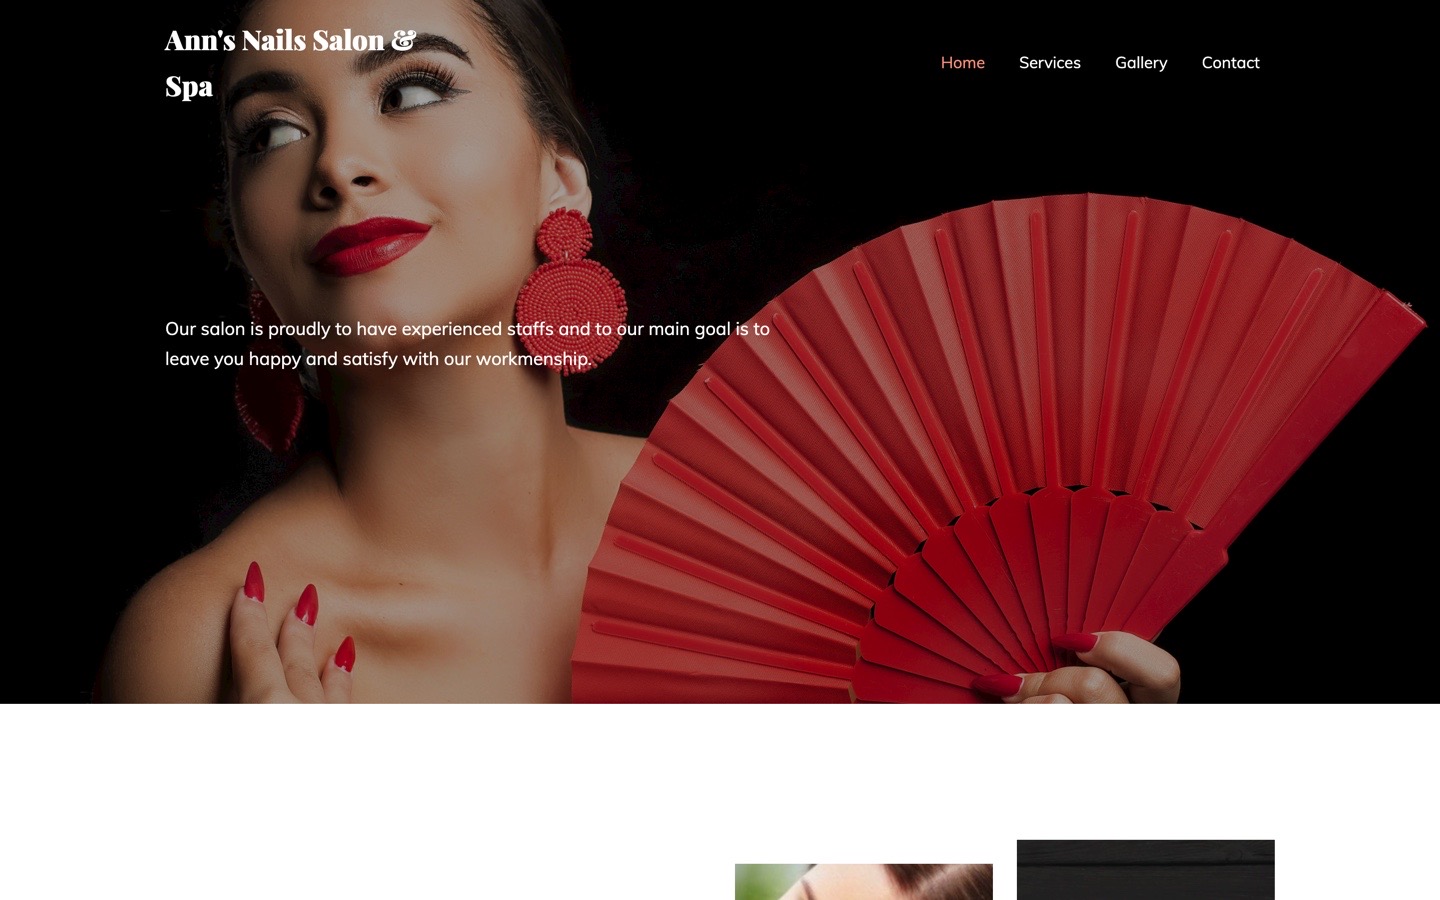 Ann's Nails Salon &
Spa
Home Services Gallery Contact
Our salon is proudly to have experienced staffs and to our main goal is to
leave you happy and satisfy with our workmenship.